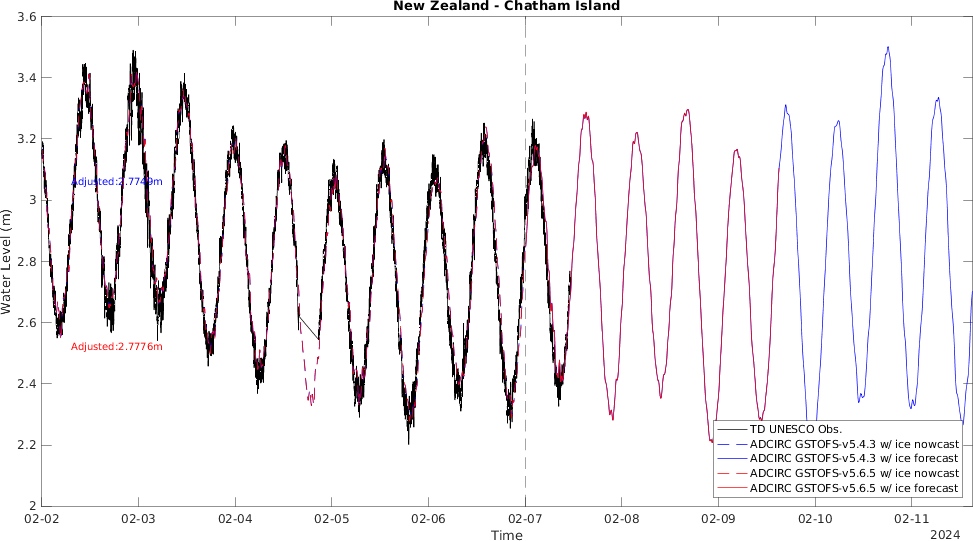 New Zealand - Chatham Island
3.6
3.4
3.2
3
2.8
2.6
2.4
2.2
2
Water Level (m)
Adjusted:2.7749m
Adjusted:2.7776m
TD UNESCO Obs.
ADCIRC GSTOFS-v5.4.3 w/ ice nowcast
ADCIRC GSTOFS-v5.4.3 w/ ice forecast
ADCIRC GSTOFS-v5.6.5 w/ ice nowcast
ADCIRC GSTOFS-v5.6.5 w/ ice forecast
02-02 02-03 02-04 02-05 02-06 02-07 02-08 02-09 02-10 02-11
Time
2024